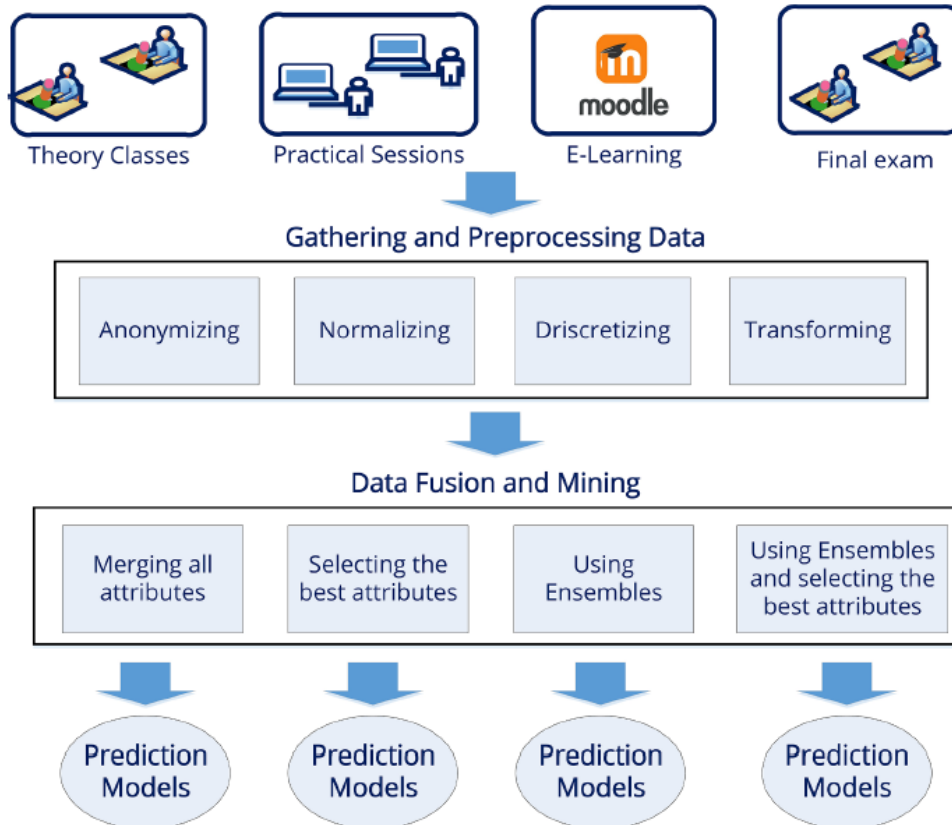 moodle
Theory Classes
Practical Sessions
E-Learning
Final exam
Gathering and Preprocessing Data
Anonymizing
Normalizing
Driscretizing
Transforming
Data Fusion and Mining
Merging all
attributes
Selecting the
best attributes
Using
Ensembles
Using Ensembles
and selecting the
best attributes
Prediction
Models
Prediction
Models
Prediction
Models
Prediction
Models